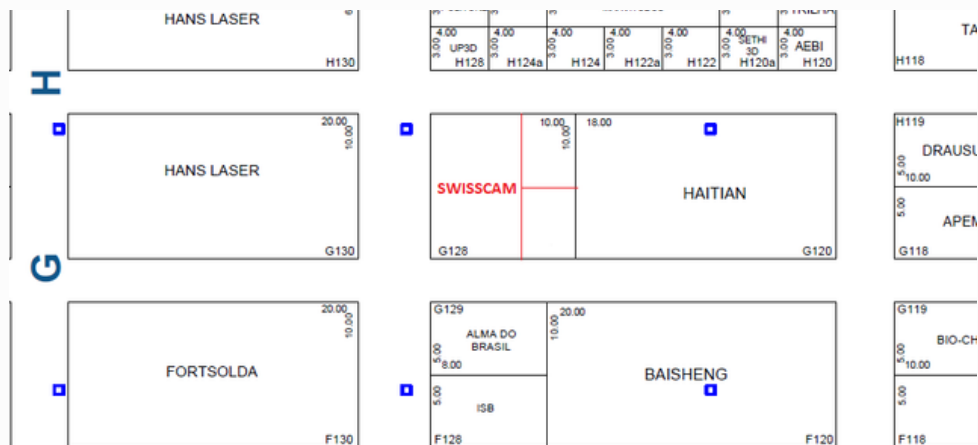 HANS LASER
H130
4.00
3.00
UP3D
H128
4.00
3.00
H124a
4.00
3.00
H124
4.00
3.00
H122a
3.00
H122
4.00
3.00
SETHI
3D
H120a
4.00
3.00
AEBI
H120
TA
H118
H
20.00
10.00
HANS LASER
G130
10.00
10.00
SWISSCAM
G128
18.00
HAITIAN
G120
H119
DRAUSU
5.00
10.00
5.00
APEM
G118
G
20.00
10.00
FORTSOLDA
F130
G129
ALMA DO
BRASIL
5.00
8.00
5.00
ISB
F128
20.00
10.00
BAISHENG
F120
G119
BIO-CH
5.00
10.00
5.00
F118